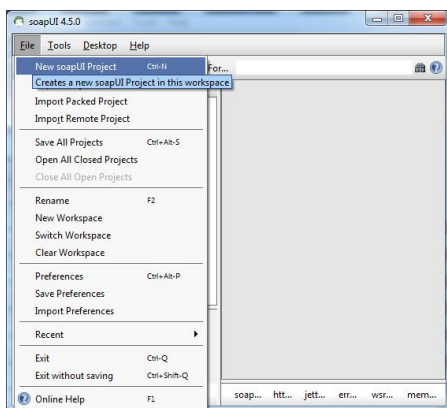 soapUI 4.5.0
File Tools Desktop Help
New soapUI Project Ctrl-N
For...
Creates a new soapUI Project in this workspace
Import Packed Project
Import Remote Project
Save All Projects Ctrl+Alt-S
Open All Closed Projects
Close All Open Projects
Rename F2
New Workspace
Switch Workspace
Clear Workspace
Preferences Ctrl+Alt-P
Save Preferences
Import Preferences
Recent
Exit Ctrl-Q
Exit without saving Ctrl+Shift-Q
Online Help F1
soap... htt... jett... err... wsr... mem...